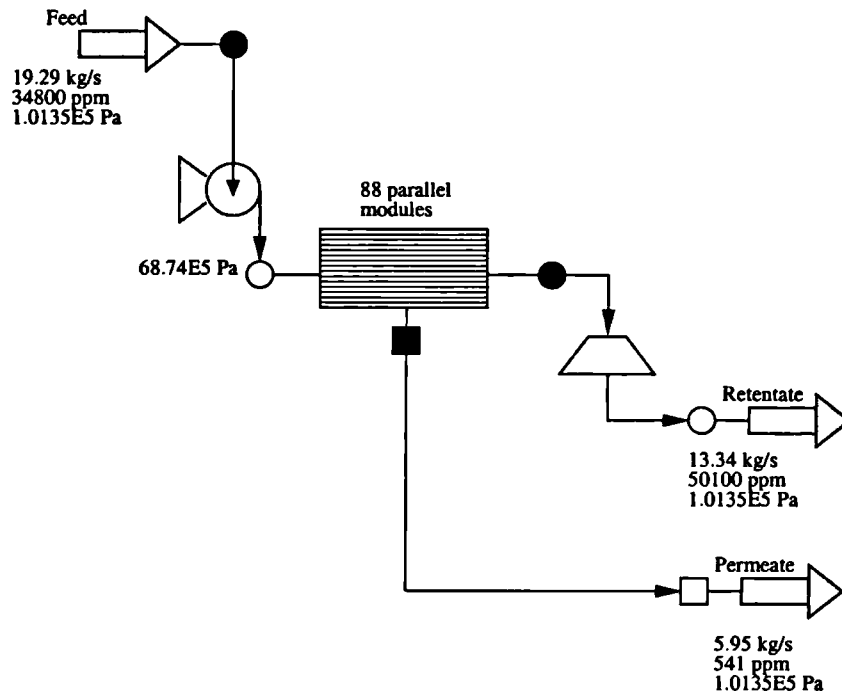 Feed
19.29 kg/s
34800 ppm
1.0135E5 Pa
88 parallel
modules
68.74E5 Pa
Retentate
13.34 kg/s
50100 ppm
1.0135E5 Pa
Permeate
5.95 kg/s
541 ppm
1.0135E5 Pa